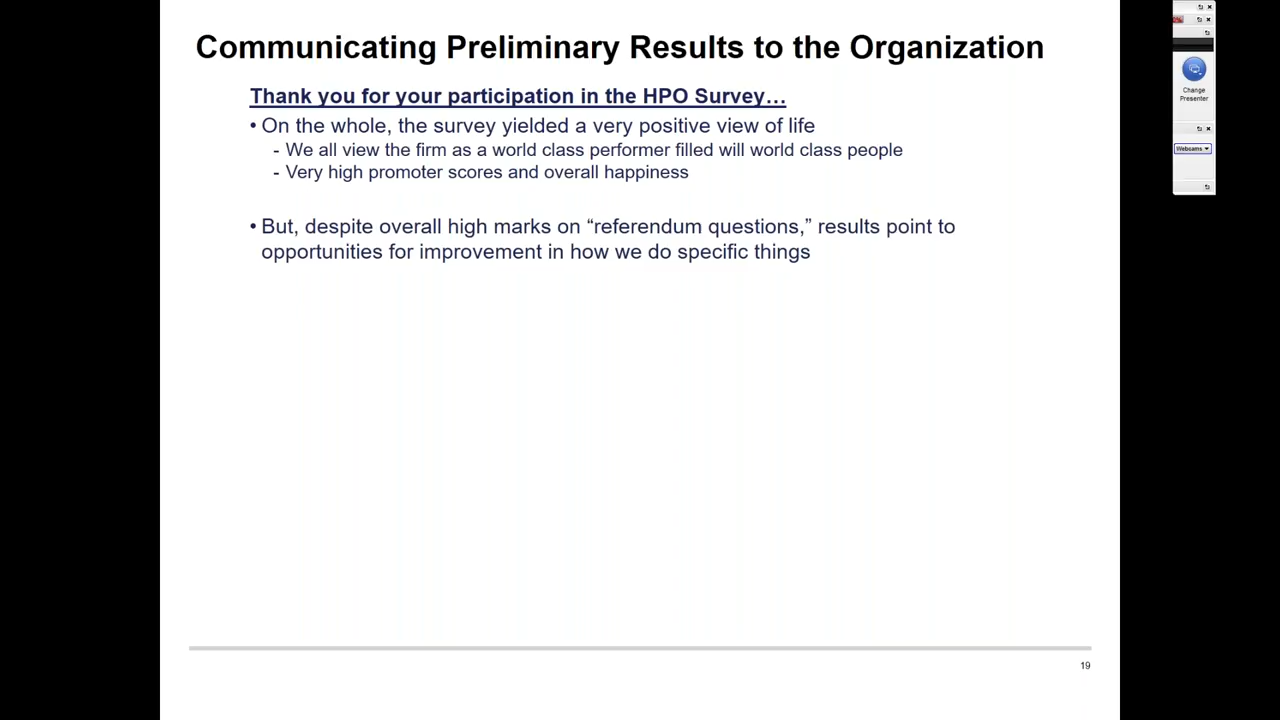 Communicating Preliminary Results to the Organization
Thank you for your participation in the HPO Survey…
• On the whole, the survey yielded a very positive view of life
- We all view the firm as a world class performer filled will world class people
- Very high promoter scores and overall happiness
• But, despite overall high marks on “referendum questions,” results point to
opportunities for improvement in how we do specific things
19
Change
Presenter
Webcams